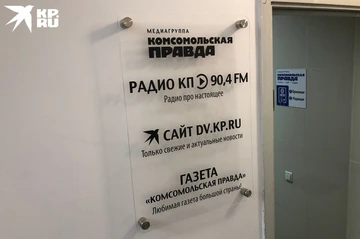 KP.RU
МЕДИАГРУППА
КОМСОМОЛЬСКАЯ
ПРАВДА
РАДИО КП 90,4 FM
Радио про настоящее
САЙТ DV.KP.RU
Только свежие и актуальные новости
ГАЗЕТА
«КОМСОМОЛЬСКАЯ ПРАВДА»
Любимая газета большой страны!
КОМСОМОЛЬСКАЯ
ПРАВДА